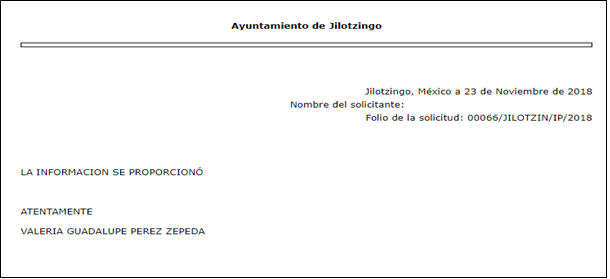 Ayuntamiento de Jilotzingo
Jilotzingo, México a 23 de Noviembre de 2018
Nombre del solicitante:
Folio de la solicitud: 00066/JILOTZIN/IP/2018
LA INFORMACION SE PROPORCIONÓ
ATENTAMENTE
VALERIA GUADALUPE PEREZ ZEPEDA